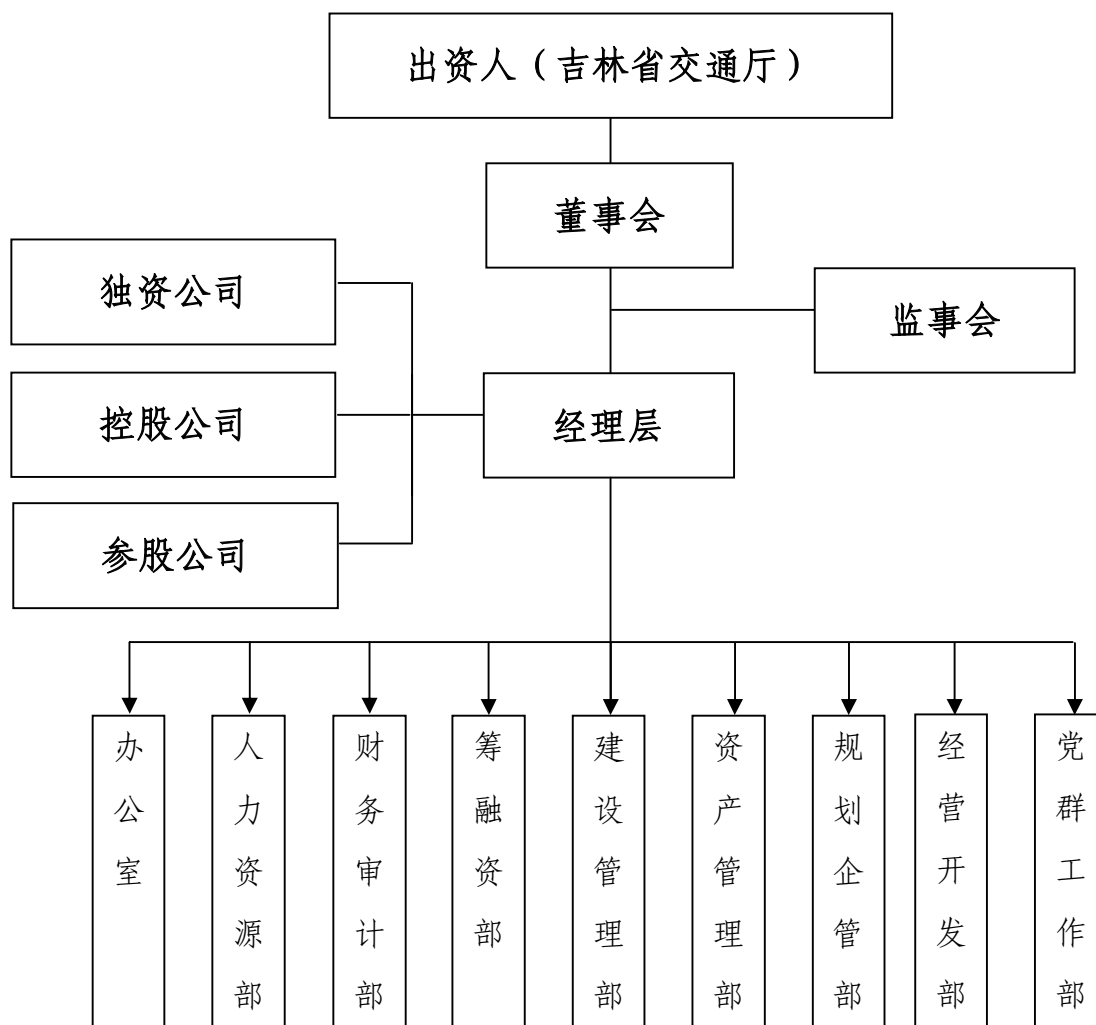 出资人（吉林省交通厅）
董事会
独资公司
监事会
控股公司
经理层
参股公司
办公室
人力资源部
财务审计部
筹融资部
建设管理部
资产管理部
规划企管部
经营开发部
党群工作部